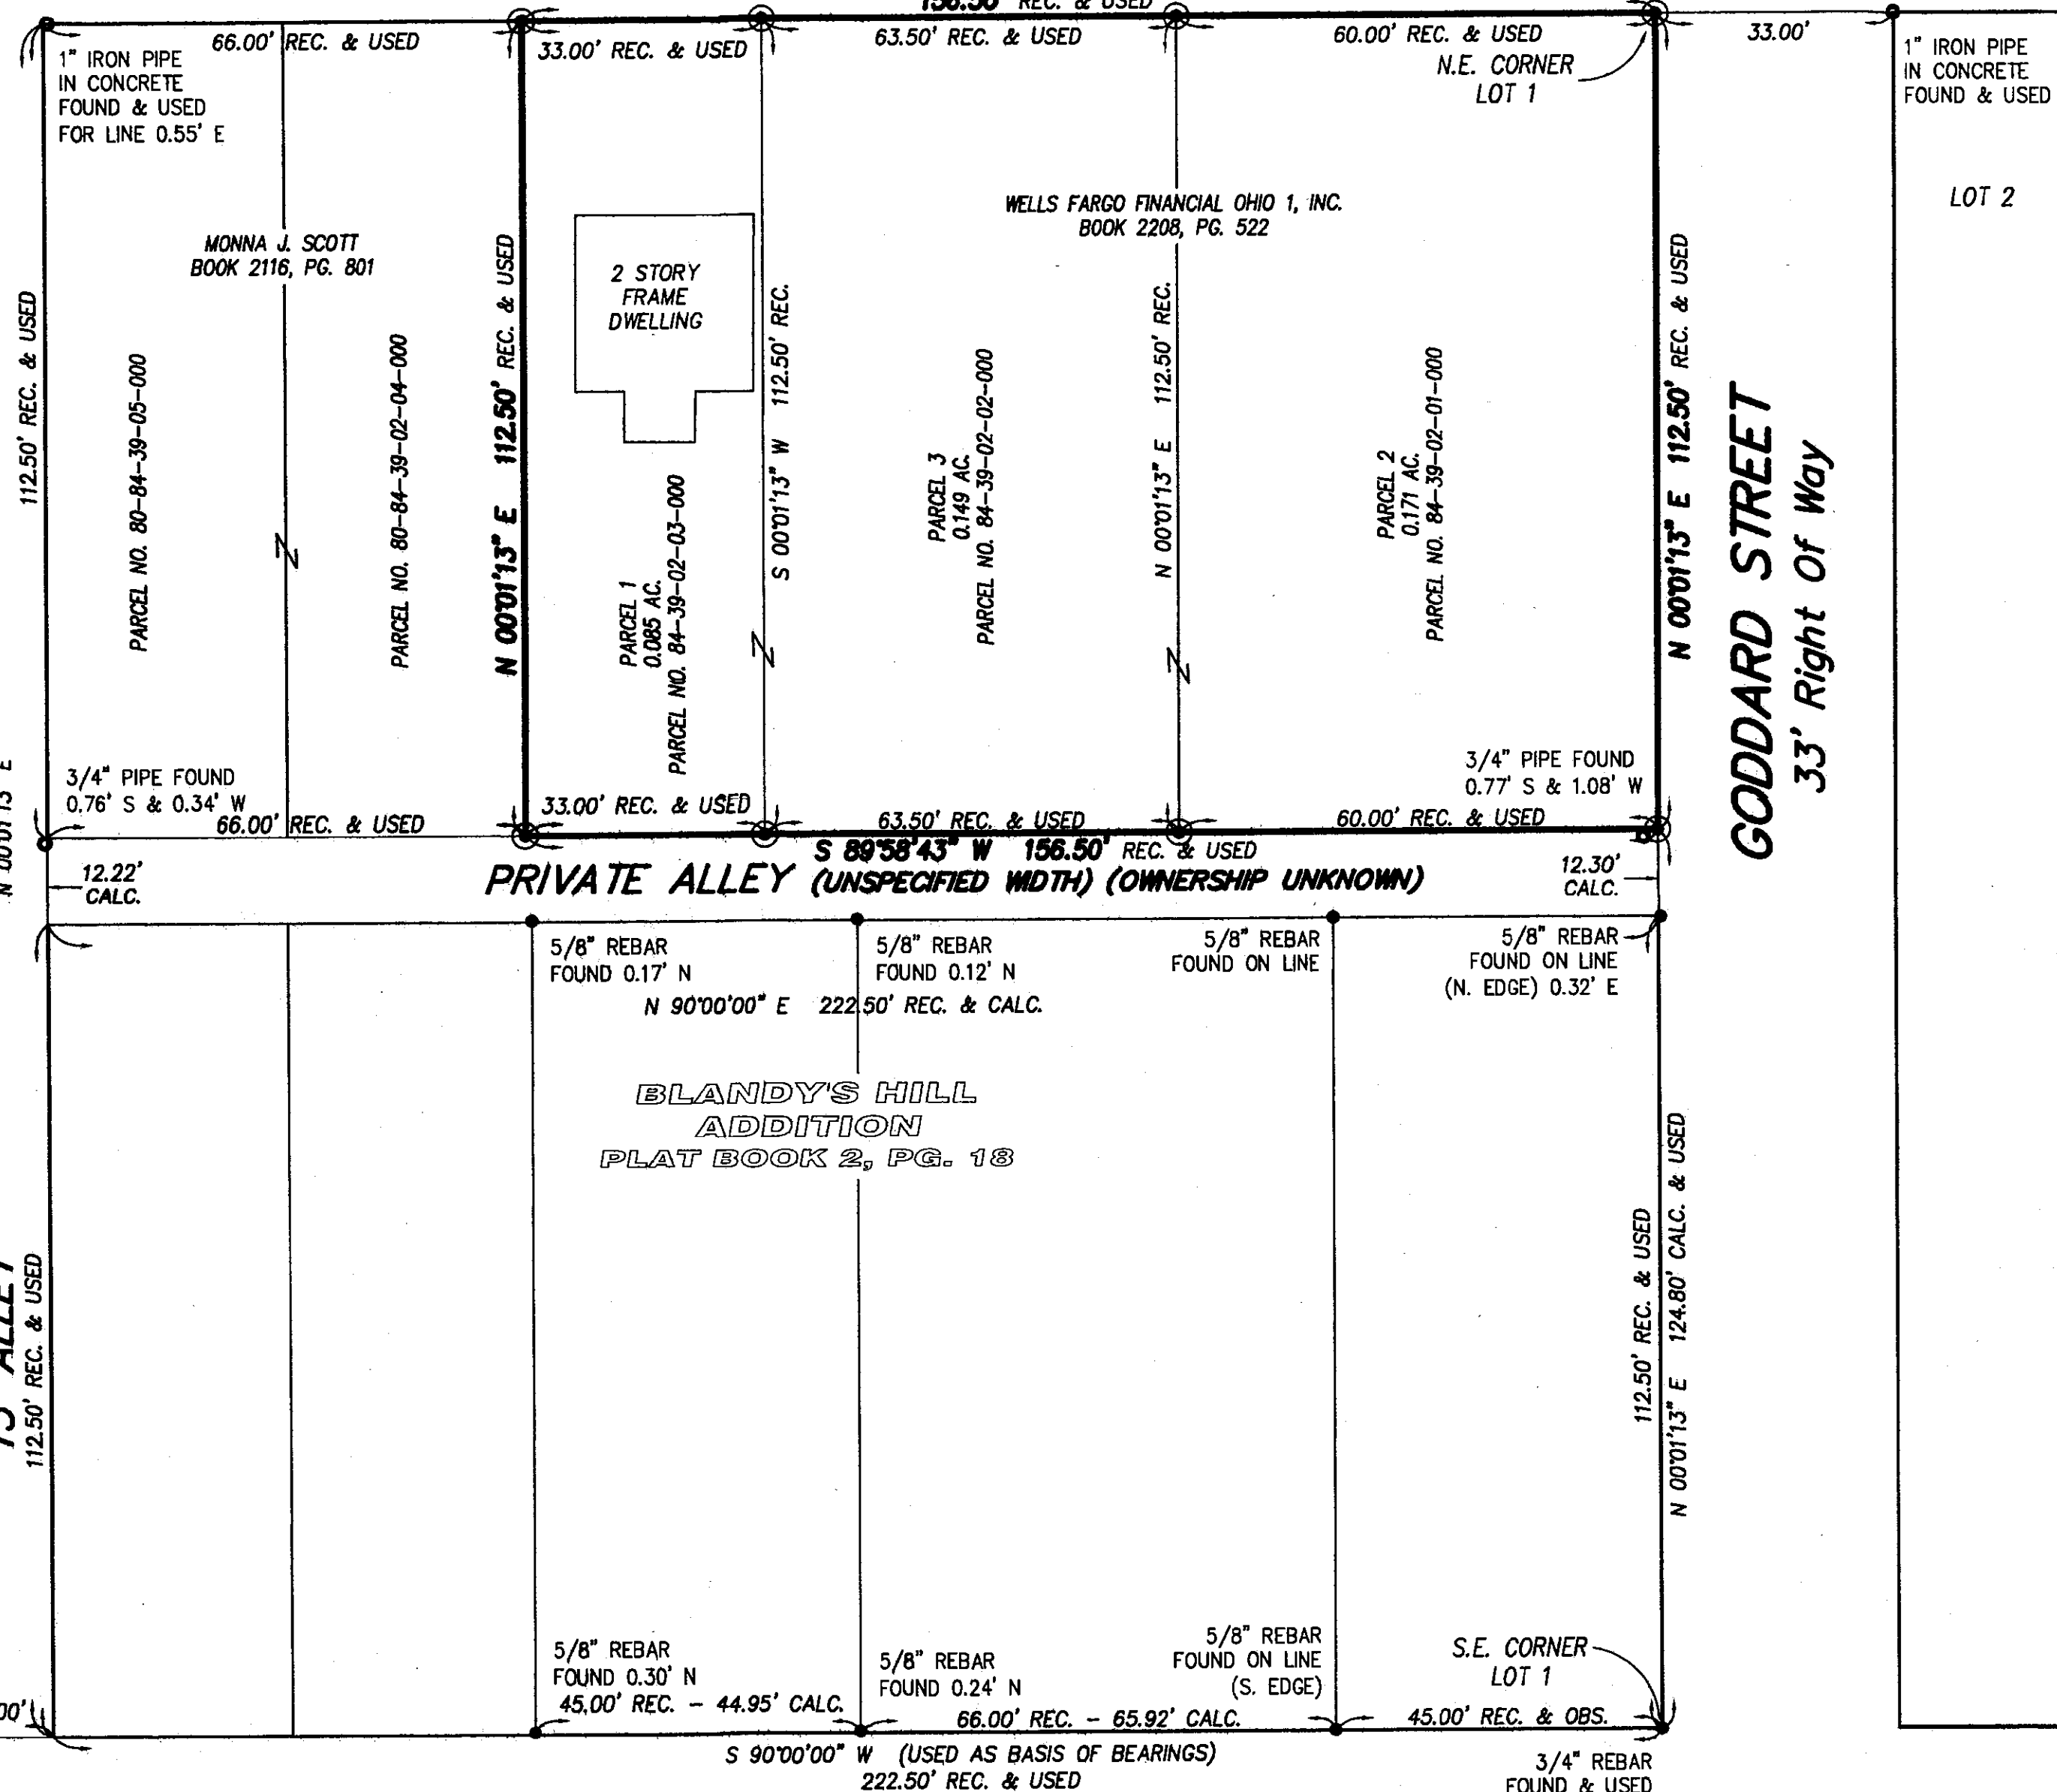 156.50' REC. & USED
66.00' REC. & USED
33.00' REC. & USED
63.50' REC. & USED
60.00' REC. & USED
33.00'
1" IRON PIPE
IN CONCRETE
FOUND & USED
FOR LINE 0.55' E
N.E. CORNER
LOT 1
1" IRON PIPE
IN CONCRETE
FOUND & USED
LOT 2
MONNA J. SCOTT
BOOK 2116, PG. 801
WELLS FARGO FINANCIAL OHIO 1, INC.
BOOK 2208, PG. 522
2 STORY
FRAME
DWELLING
112.50' REC. & USED
PARCEL NO. 80-84-39-05-000
PARCEL NO. 80-84-39-02-04-000
N 00°01'13" E 112.50' REC. & USED
PARCEL 1
0.085 AC.
PARCEL NO. 84-39-02-03-000
S 00°01'13" W 112.50' REC.
PARCEL 3
0.149 AC.
PARCEL NO. 84-39-02-02-000
N 00°01'13" E 112.50' REC.
PARCEL 2
0.171 AC.
PARCEL NO. 84-39-02-01-000
N 00°01'13" E 112.50' REC. & USED
GODDARD STREET
33' Right Of Way
N 00°01'13" E
3/4" PIPE FOUND
0.76' S & 0.34' W
66.00' REC. & USED
33.00' REC. & USED
63.50' REC. & USED
60.00' REC. & USED
3/4" PIPE FOUND
0.77' S & 1.08' W
S 89°58'43" W 156.50' REC. & USED
PRIVATE ALLEY (UNSPECIFIED WIDTH) (OWNERSHIP UNKNOWN)
12.22'
CALC.
12.30'
CALC.
5/8" REBAR
FOUND 0.17' N
5/8" REBAR
FOUND 0.12' N
5/8" REBAR
FOUND ON LINE
5/8" REBAR
FOUND ON LINE
(N. EDGE) 0.32' E
N 90°00'00" E 222.50' REC. & CALC.
BLANDY'S HILL
ADDITION
PLAT BOOK 2, PG. 18
ALLEY
112.50' REC. & USED
112.50' REC. & USED
N 00°01'13" E 124.80' CALC. & USED
5/8" REBAR
FOUND 0.30' N
5/8" REBAR
FOUND 0.24' N
5/8" REBAR
FOUND ON LINE
(S. EDGE)
S.E. CORNER
LOT 1
45.00' REC. - 44.95' CALC.
66.00' REC. - 65.92' CALC.
45.00' REC. & OBS.
S 90°00'00" W (USED AS BASIS OF BEARINGS)
222.50' REC. & USED
3/4" REBAR
FOUND & USED